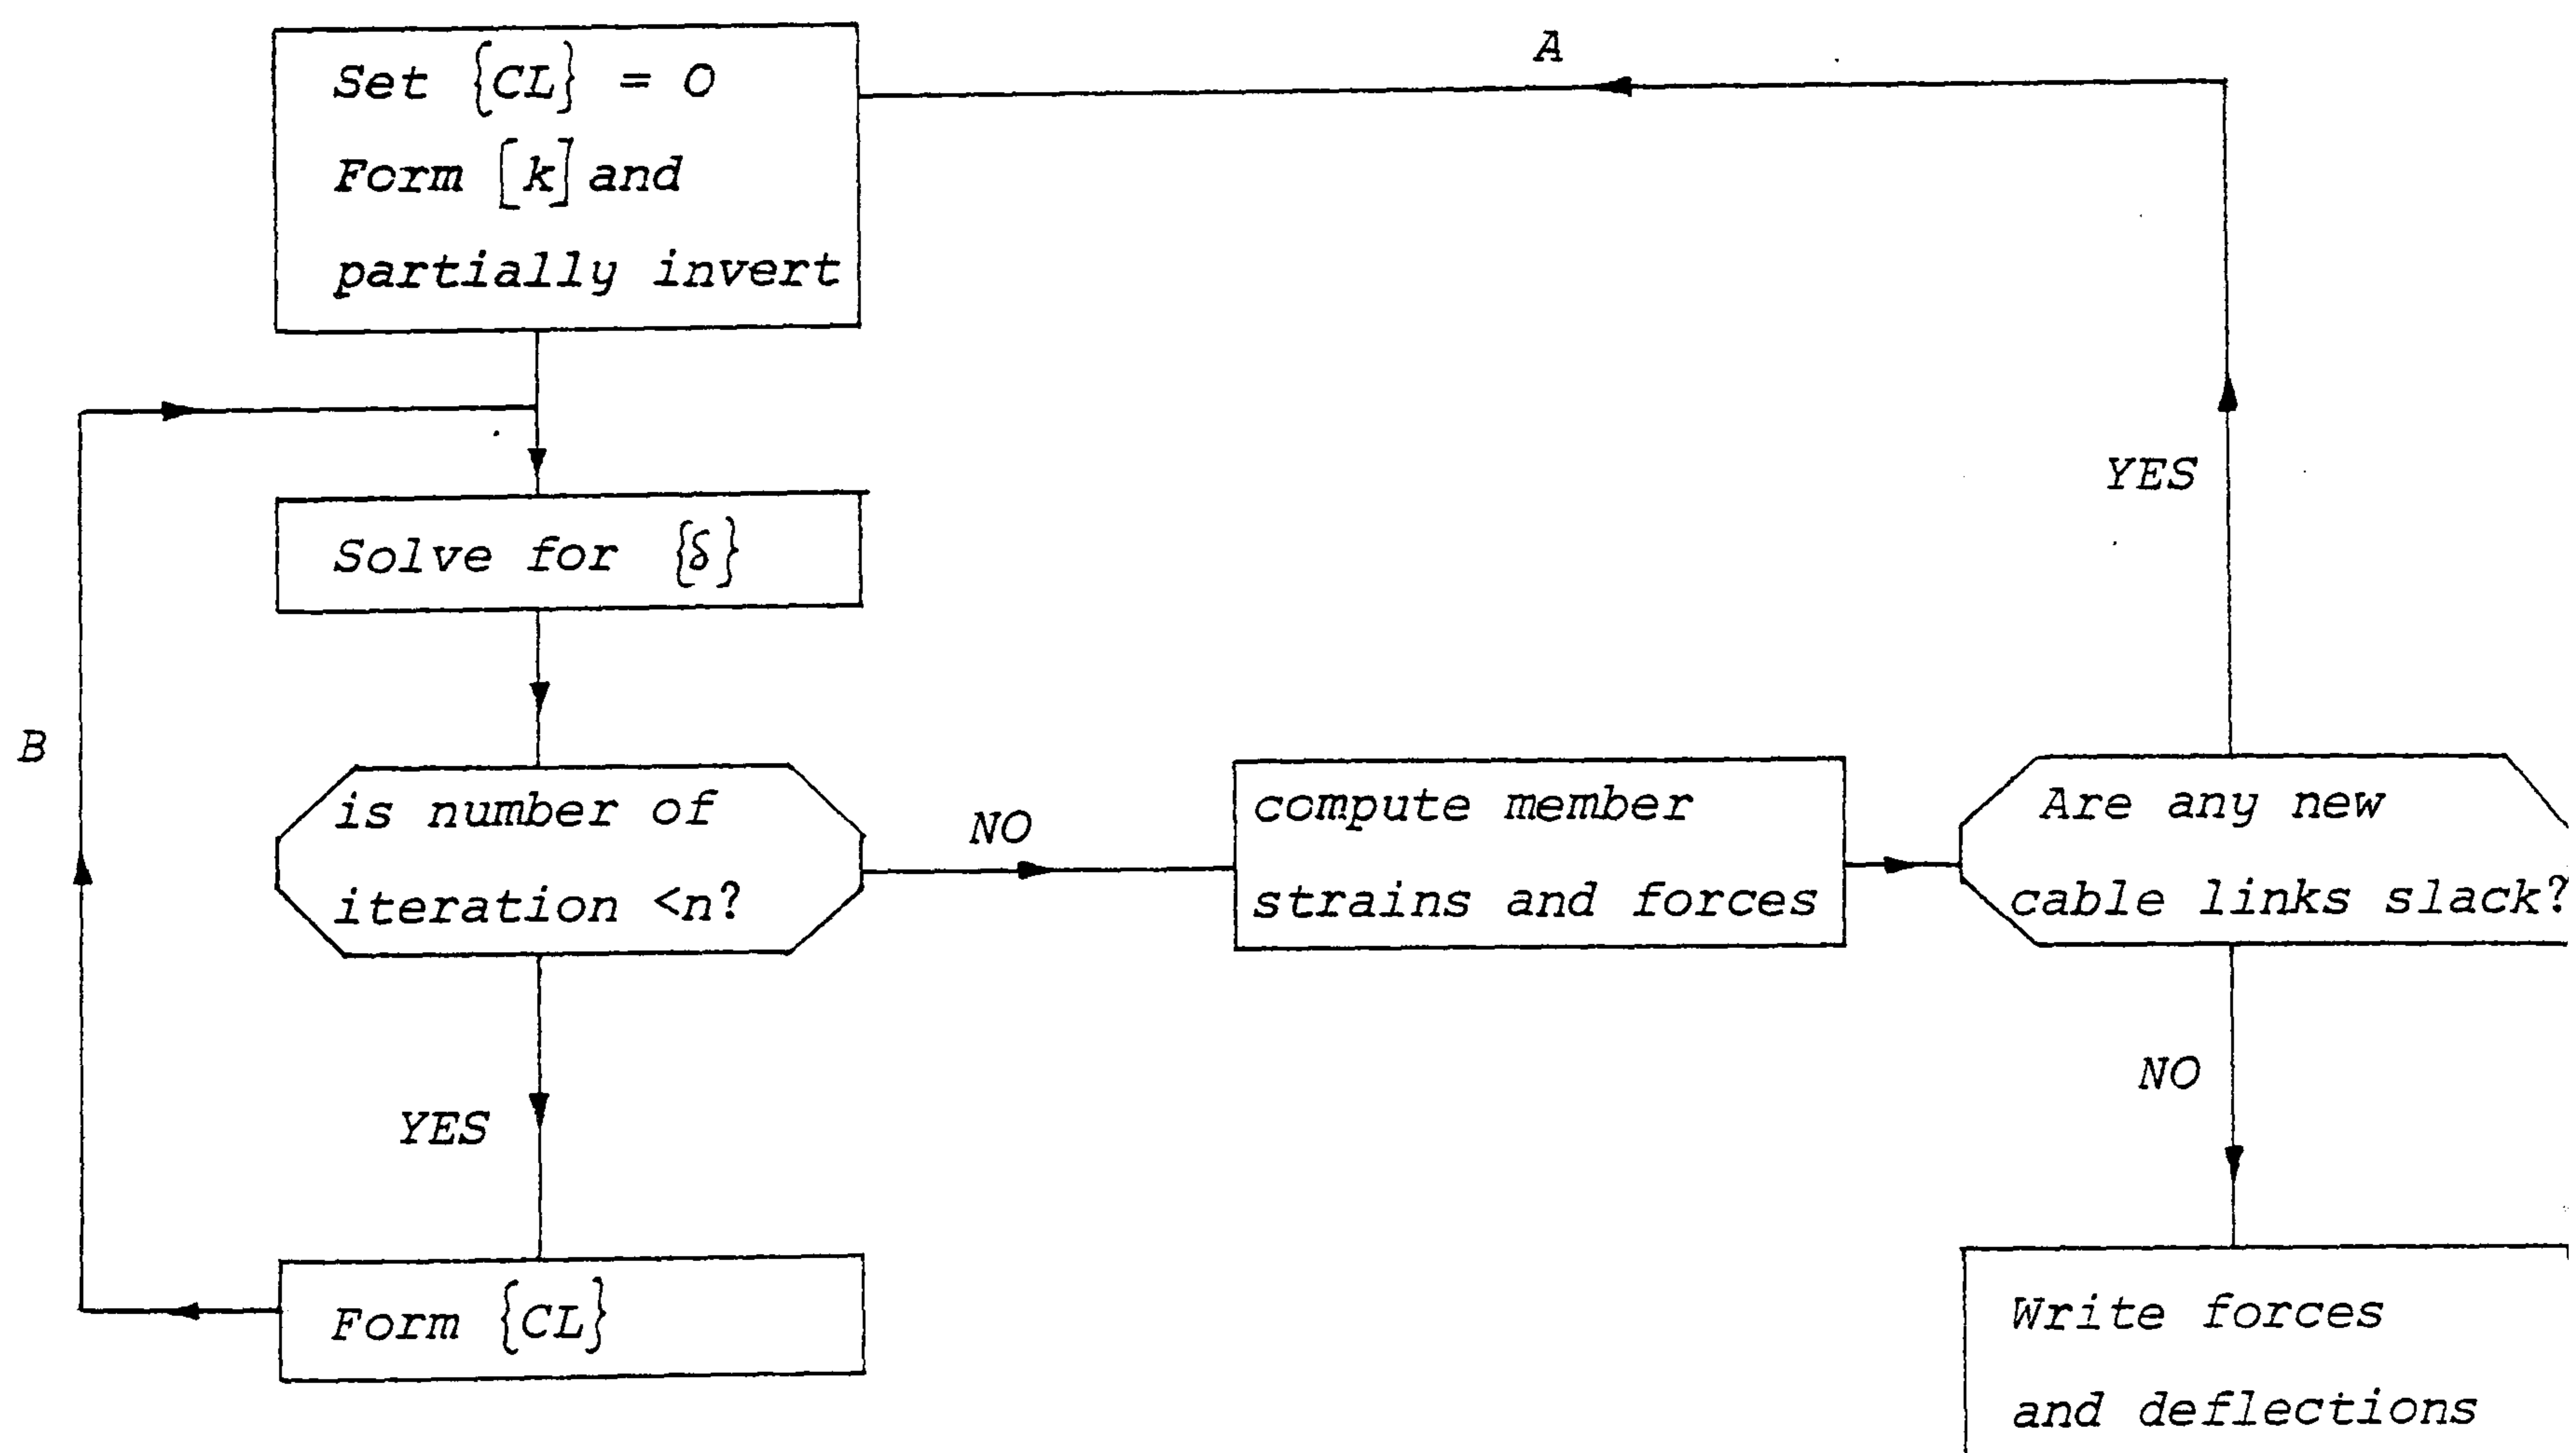 A
Set {CL} = 0
Form [k] and
partially invert
YES
Solve for {δ}
B
is number of
iteration <n?
NO
compute member
strains and forces
Are any new
cable links slack?
YES
NO
Form {CL}
Write forces
and deflections